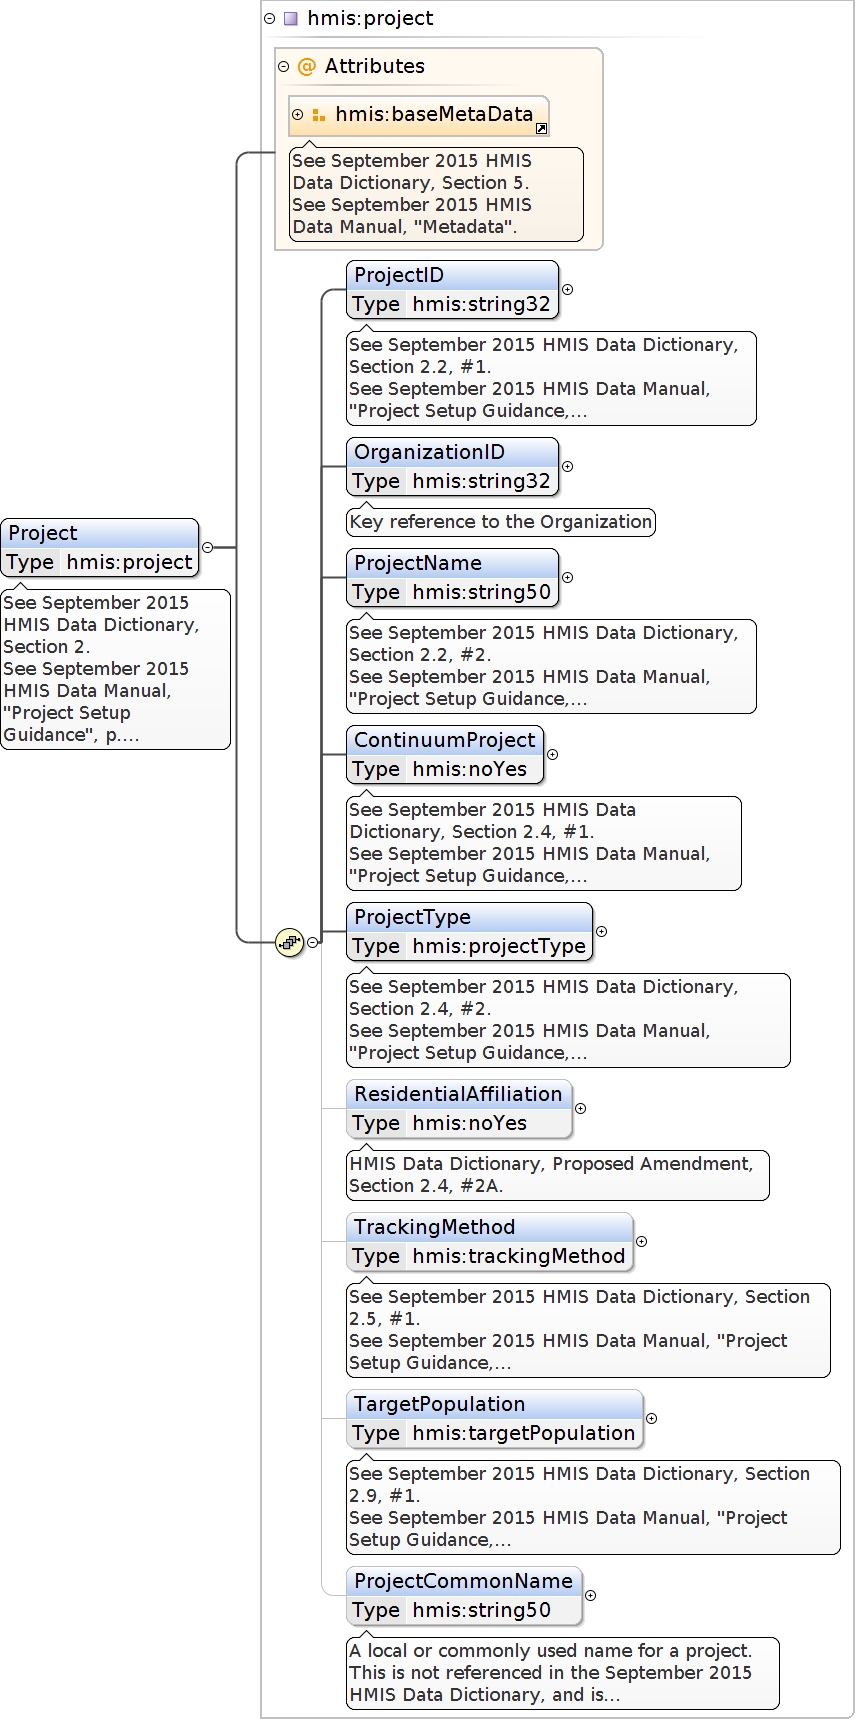 hmis:project
@ Attributes
hmis:baseMetaData
See September 2015 HMIS
Data Dictionary, Section 5.
See September 2015 HMIS
Data Manual, "Metadata".
Project
Type hmis:project
See September 2015
HMIS Data Dictionary,
Section 2.
See September 2015
HMIS Data Manual,
"Project Setup
Guidance", p....
ProjectID
Type hmis:string32
See September 2015 HMIS Data Dictionary,
Section 2.2, #1.
See September 2015 HMIS Data Manual,
"Project Setup Guidance,...
OrganizationID
Type hmis:string32
Key reference to the Organization
ProjectName
Type hmis:string50
See September 2015 HMIS Data Dictionary,
Section 2.2, #2.
See September 2015 HMIS Data Manual,
"Project Setup Guidance,...
ContinuumProject
Type hmis:noYes
See September 2015 HMIS Data
Dictionary, Section 2.4, #1.
See September 2015 HMIS Data Manual,
"Project Setup Guidance,...
ProjectType
Type hmis:projectType
See September 2015 HMIS Data Dictionary,
Section 2.4, #2.
See September 2015 HMIS Data Manual,
"Project Setup Guidance,...
ResidentialAffiliation
Type hmis:noYes
HMIS Data Dictionary, Proposed Amendment,
Section 2.4, #2A.
TrackingMethod
Type hmis:trackingMethod
See September 2015 HMIS Data Dictionary, Section
2.5, #1.
See September 2015 HMIS Data Manual, "Project
Setup Guidance,...
TargetPopulation
Type hmis:targetPopulation
See September 2015 HMIS Data Dictionary, Section
2.9, #1.
See September 2015 HMIS Data Manual, "Project
Setup Guidance,...
ProjectCommonName
Type hmis:string50
A local or commonly used name for a project.
This is not referenced in the September 2015
HMIS Data Dictionary, and is...